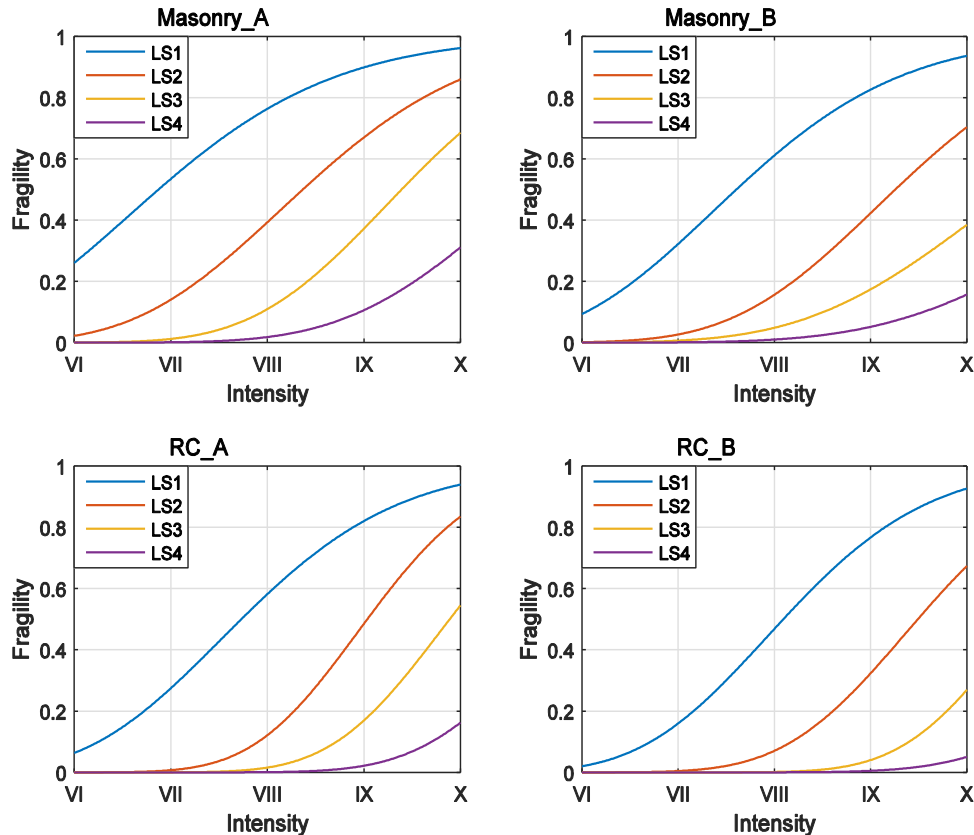 Masonry_A
1
0.8
0.6
0.4
0.2
0
Fragility
LS1
LS2
LS3
LS4
VI VII VIII IX X
Intensity
Masonry_B
1
0.8
0.6
0.4
0.2
0
Fragility
LS1
LS2
LS3
LS4
VI VII VIII IX X
Intensity
RC_A
1
0.8
0.6
0.4
0.2
0
Fragility
LS1
LS2
LS3
LS4
VI VII VIII IX X
Intensity
RC_B
1
0.8
0.6
0.4
0.2
0
Fragility
LS1
LS2
LS3
LS4
VI VII VIII IX X
Intensity